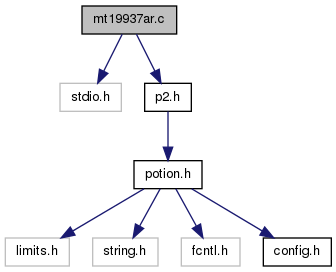 mt19937ar.c
stdio.h
p2.h
potion.h
limits.h
string.h
fcntl.h
config.h